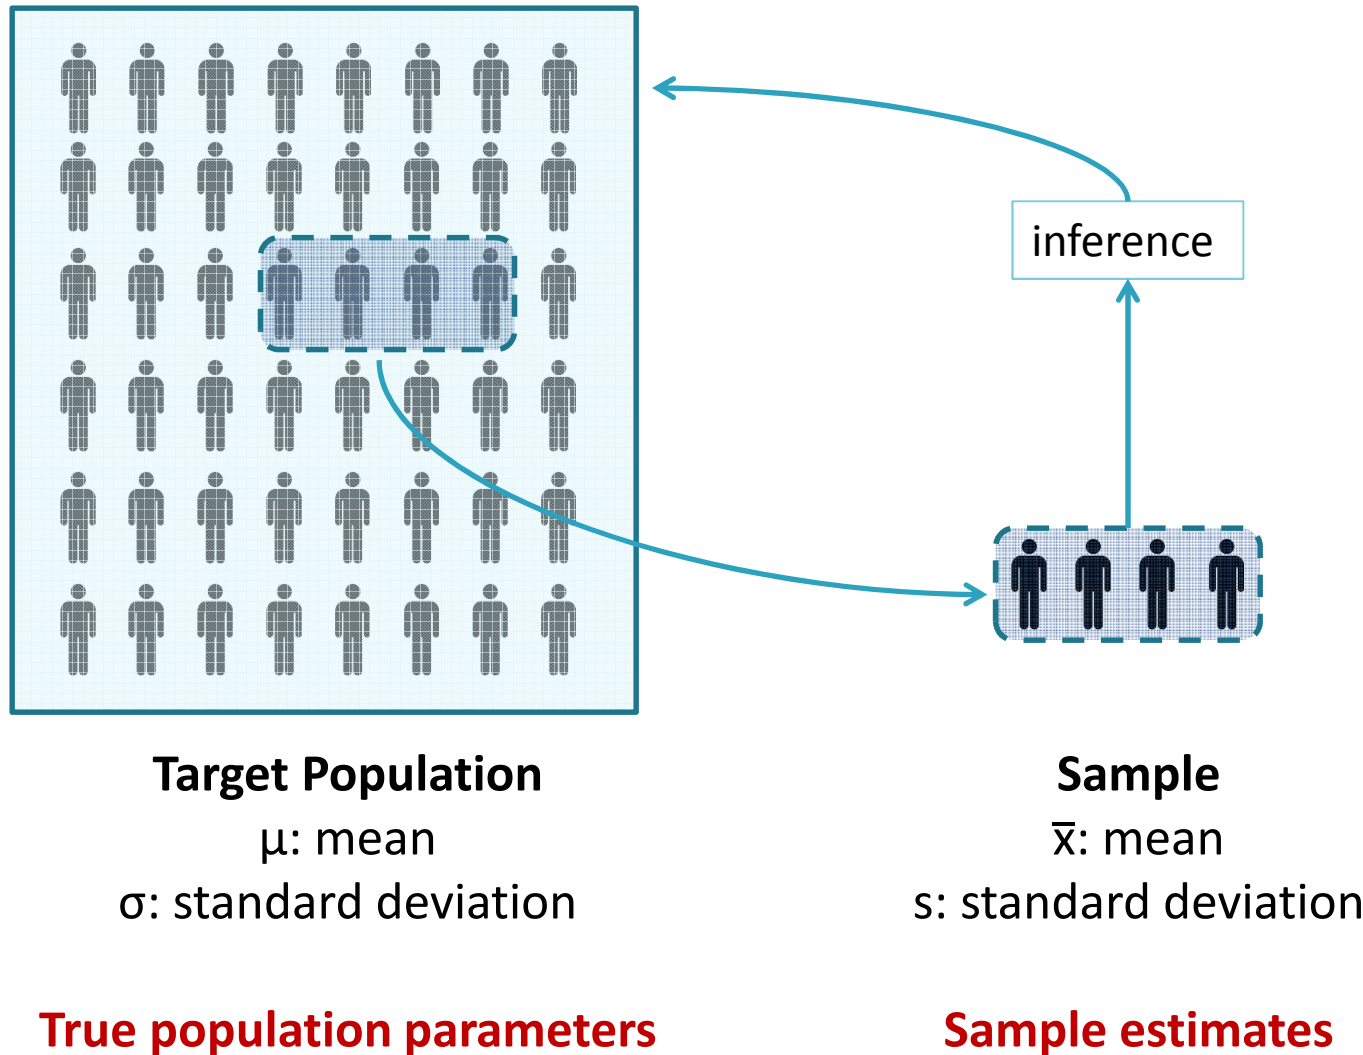 inference
Target Population
μ: mean
σ: standard deviation
True population parameters
Sample
x̅: mean
s: standard deviation
Sample estimates